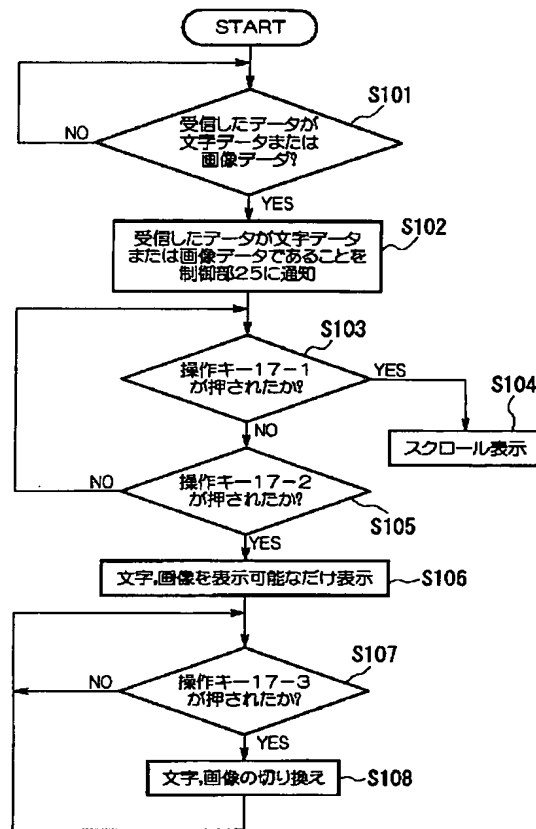 START
S101
受信したデータが
文字データまたは
画像データ?
NO
YES
S102
受信したデータが文字データ
または画像データであることを
制御部25に通知
S103
操作キー17-1
が押されたか?
YES
S104
NO
スクロール表示
操作キー17-2
が押されたか?
NO
S105
YES
文字,画像を表示可能なだけ表示
S106
S107
操作キー17-3
が押されたか?
NO
YES
文字,画像の切り換え
S108